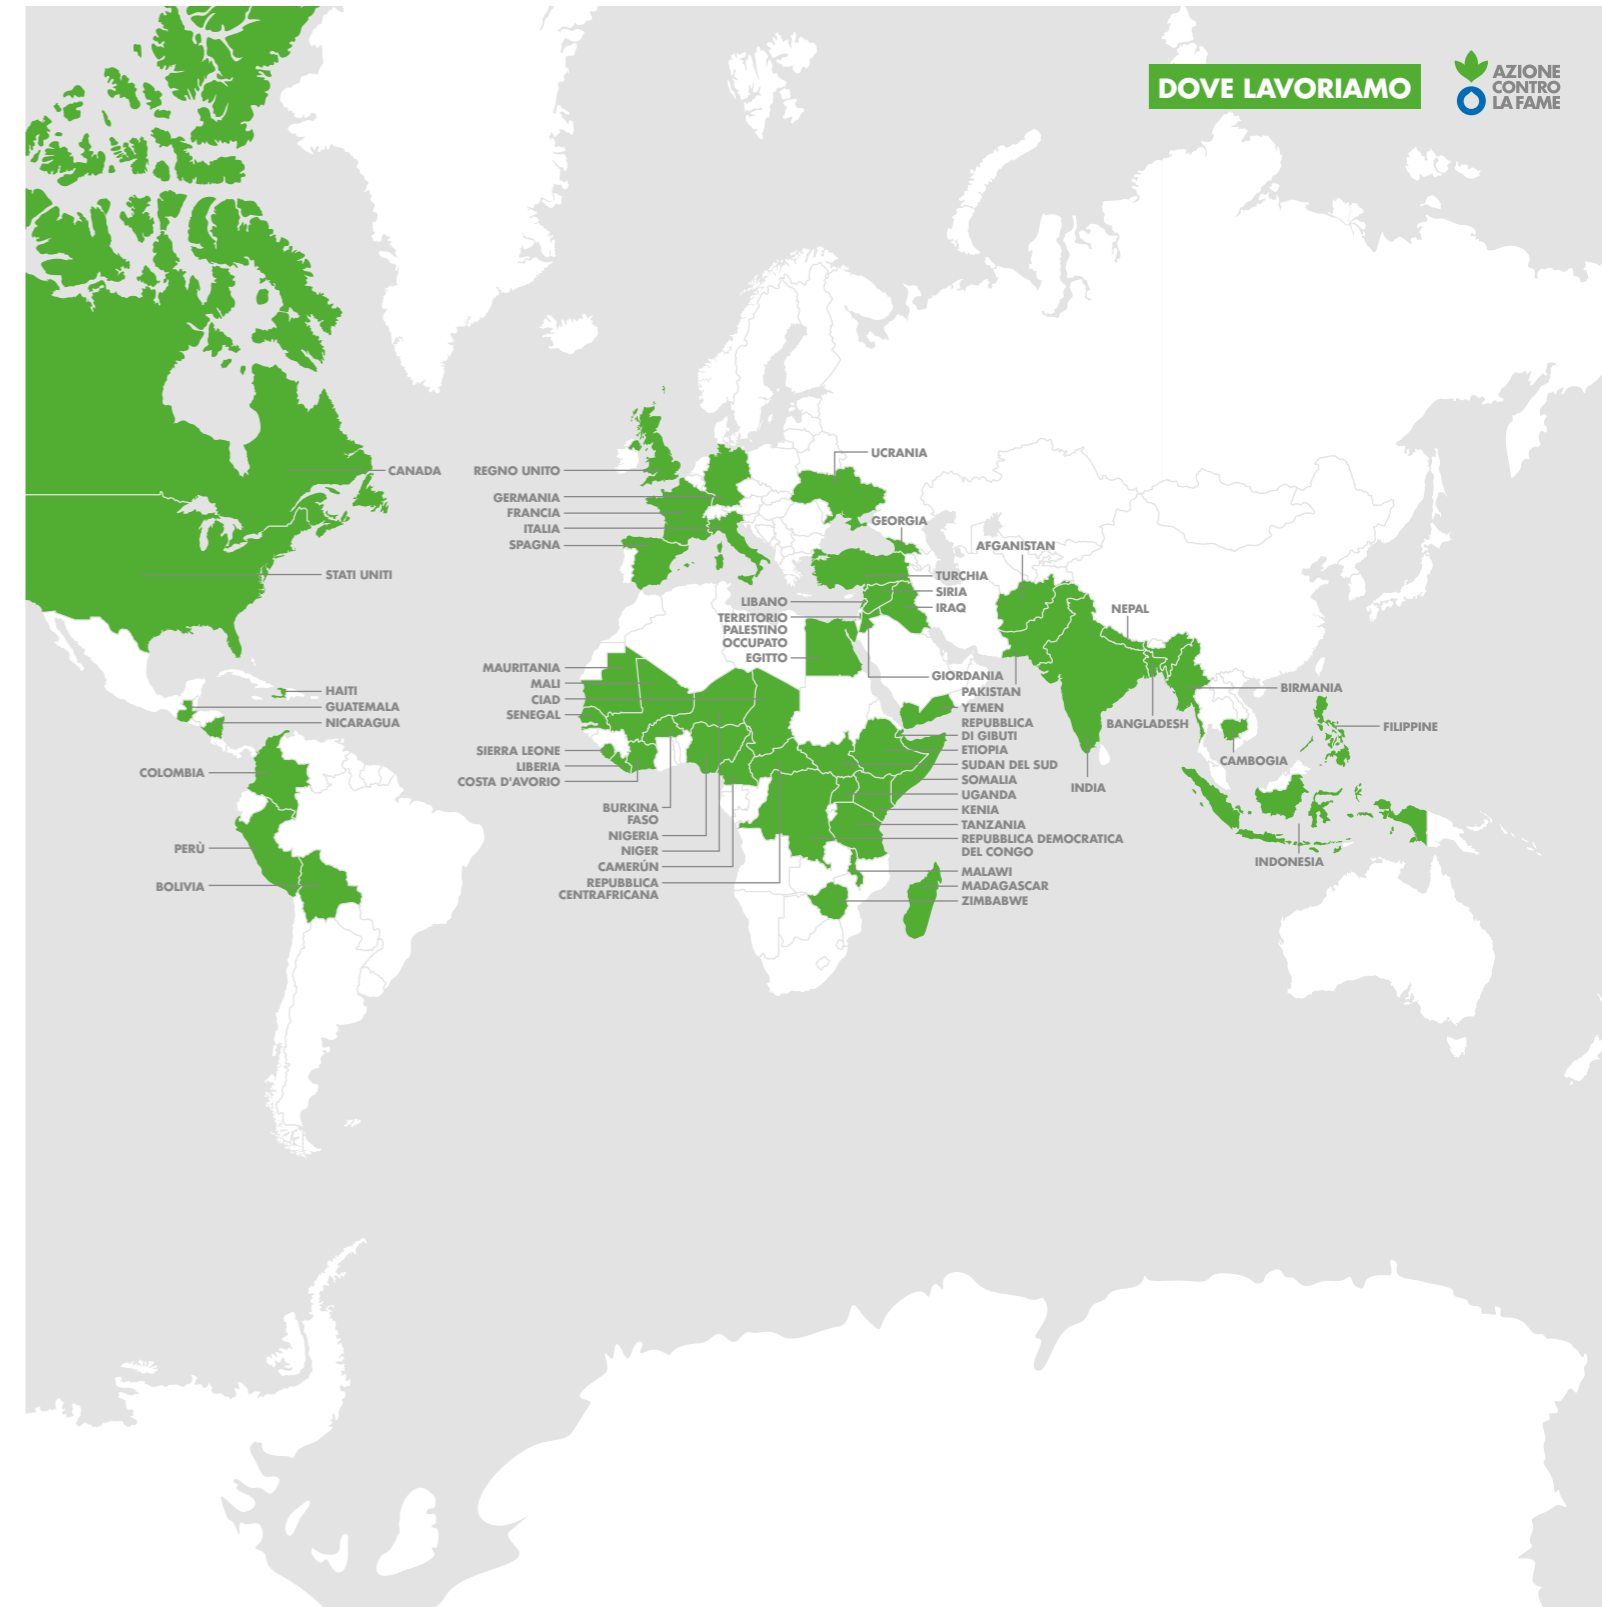 DOVE LAVORIAMO
AZIONE
CONTRO
LA FAME
CANADA
STATI UNITI
HAITI
GUATEMALA
NICARAGUA
COLOMBIA
PERÙ
BOLIVIA
REGNO UNITO
GERMANIA
FRANCIA
ITALIA
SPAGNA
UCRANIA
GEORGIA
AFGANISTAN
TURCHIA
SIRIA
IRAQ
LIBANO
TERRITORIO
PALESTINO
OCCUPATO
EGITTO
NEPAL
MAURITANIA
MALI
CIAD
SENEGAL
SIERRA LEONE
LIBERIA
COSTA D'AVORIO
BURKINA
FASO
NIGERIA
NIGER
CAMERÚN
REPUBBLICA
CENTRAFRICANA
GIORDANIA
PAKISTAN
YEMEN
REPUBBLICA
DI GIBUTI
ETIOPIA
SUDAN DEL SUD
SOMALIA
UGANDA
KENIA
TANZANIA
REPUBBLICA DEMOCRATICA
DEL CONGO
MALAWI
MADAGASCAR
ZIMBABWE
BANGLADESH
INDIA
BIRMANIA
FILIPPINE
CAMBOGIA
INDONESIA